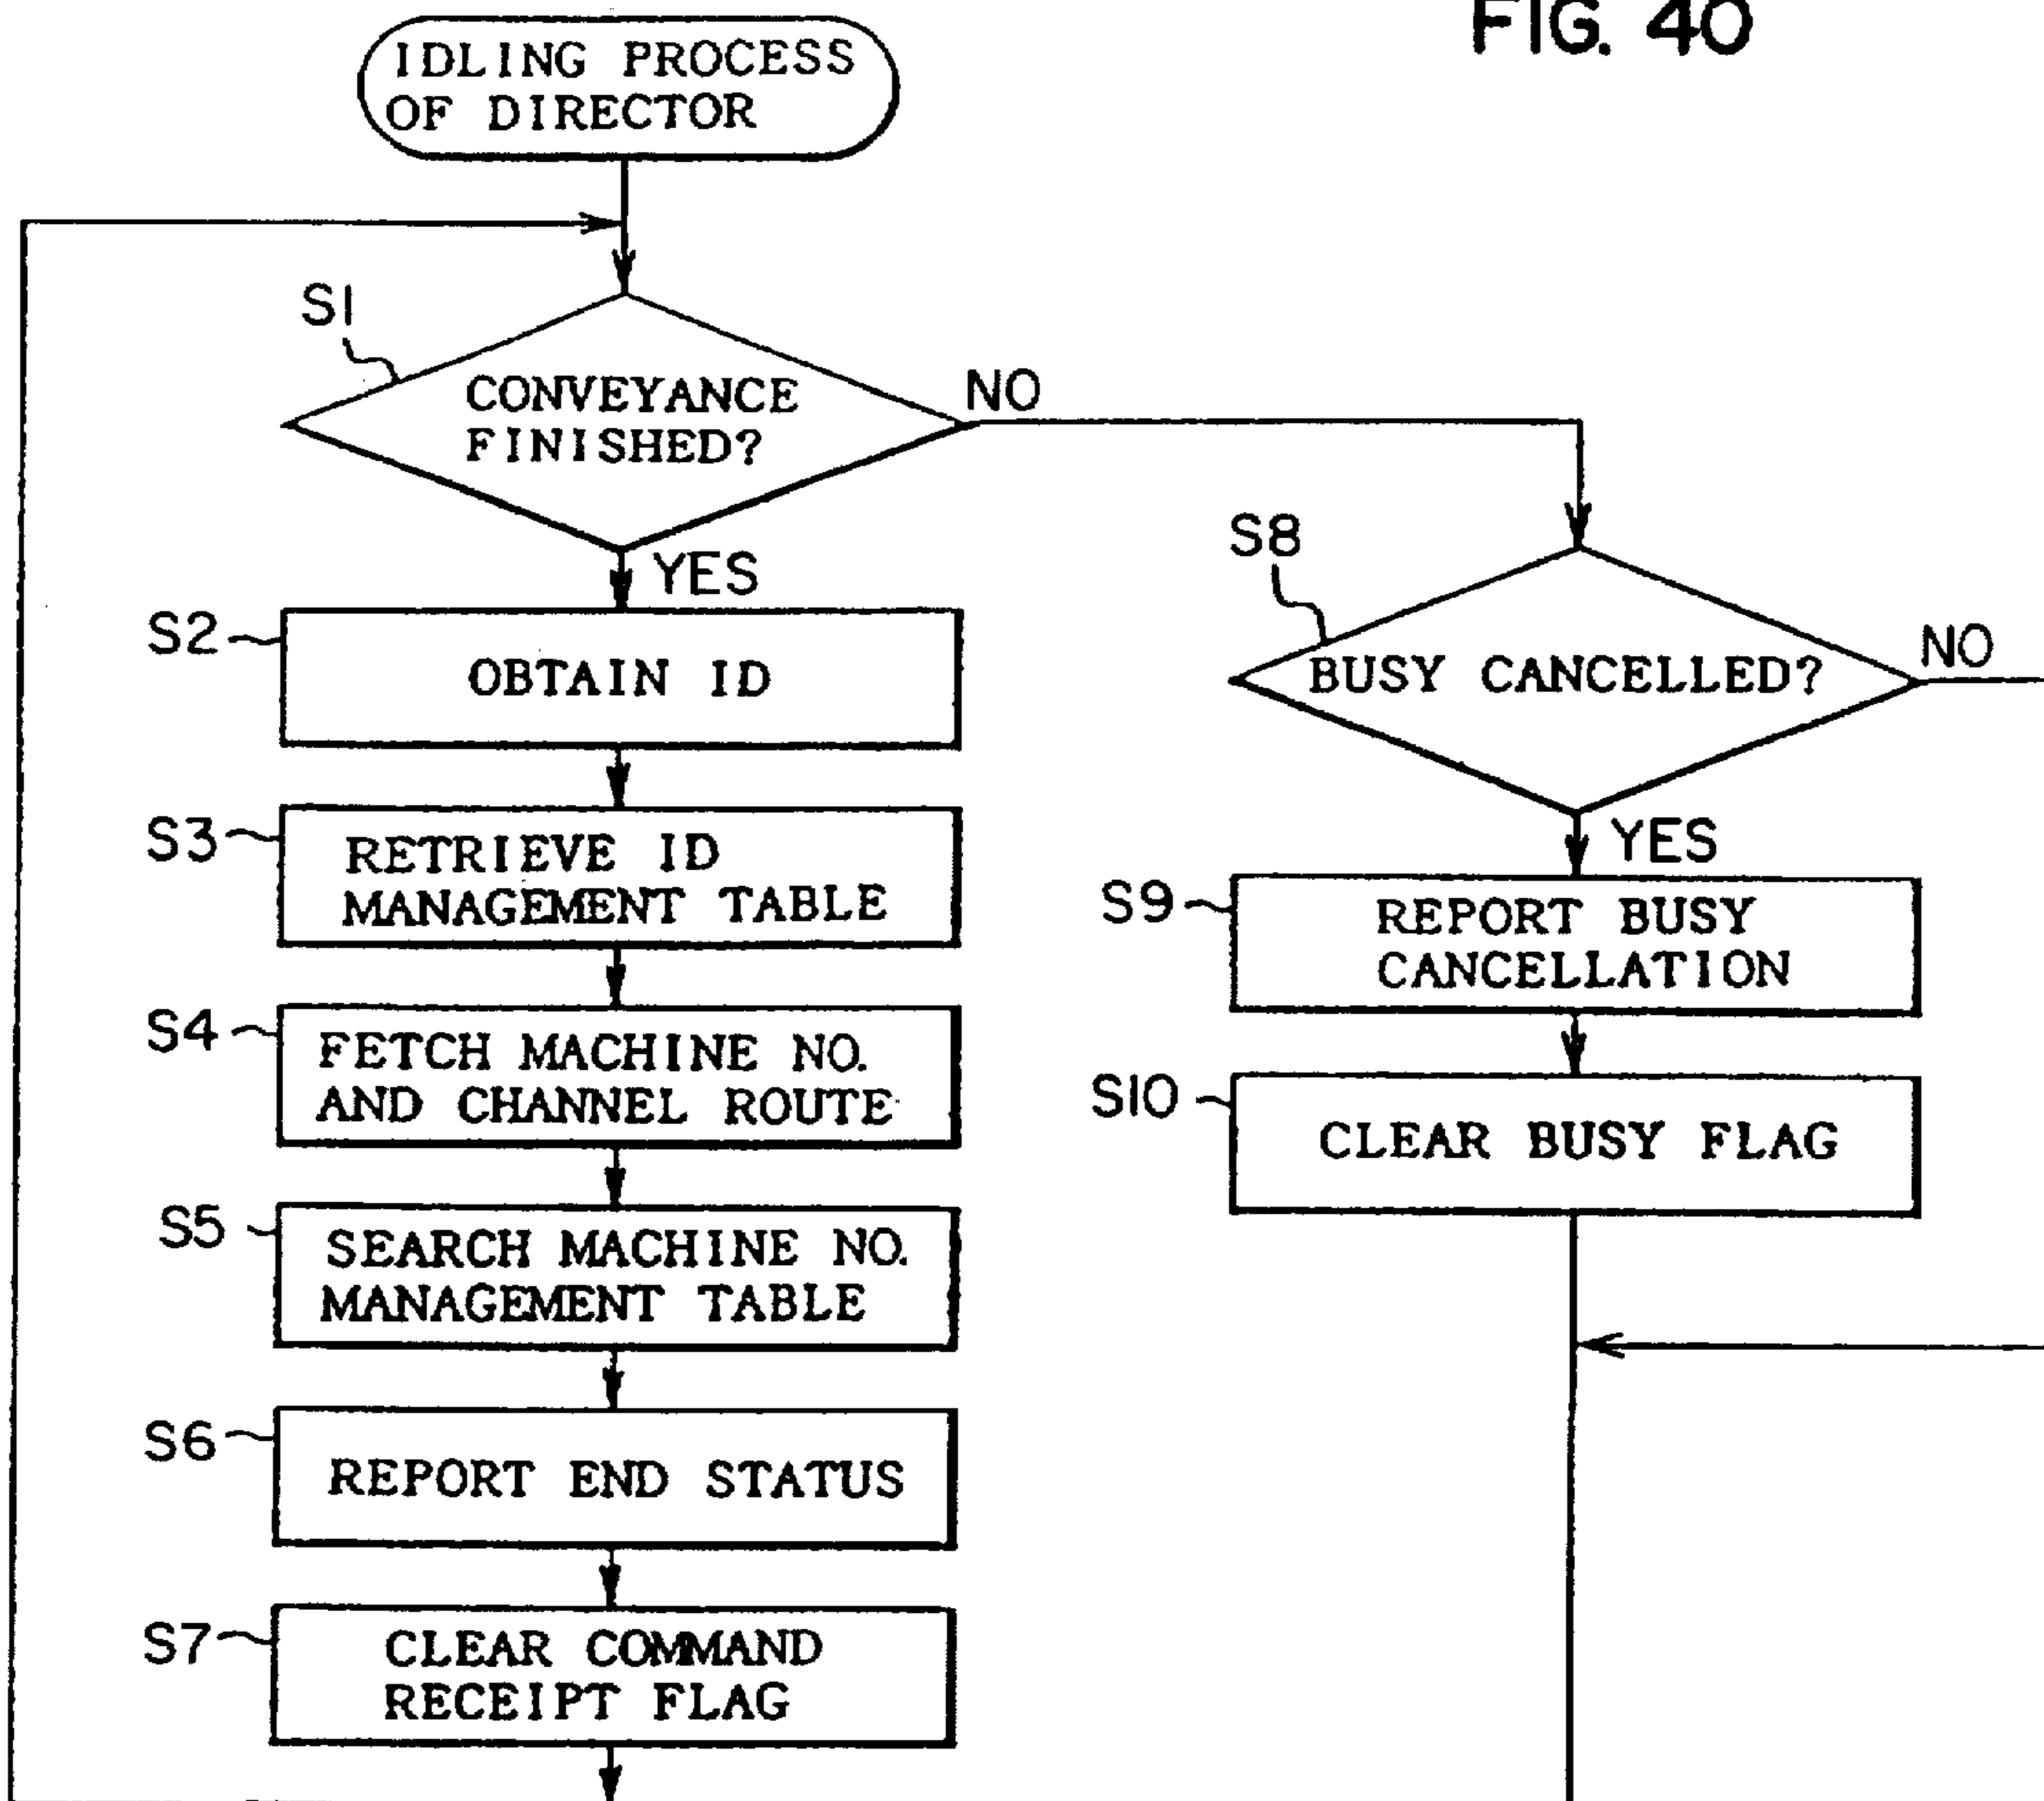 FIG. 40
IDLING PROCESS
OF DIRECTOR
S1
CONVEYANCE
FINISHED?
NO
YES
S2
OBTAIN ID
S3
RETRIEVE ID
MANAGEMENT TABLE
S4
FETCH MACHINE NO.
AND CHANNEL ROUTE
S5
SEARCH MACHINE NO.
MANAGEMENT TABLE
S6
REPORT END STATUS
S7
CLEAR COMMAND
RECEIPT FLAG
S8
BUSY CANCELLED?
NO
YES
S9
REPORT BUSY
CANCELLATION
S10
CLEAR BUSY FLAG